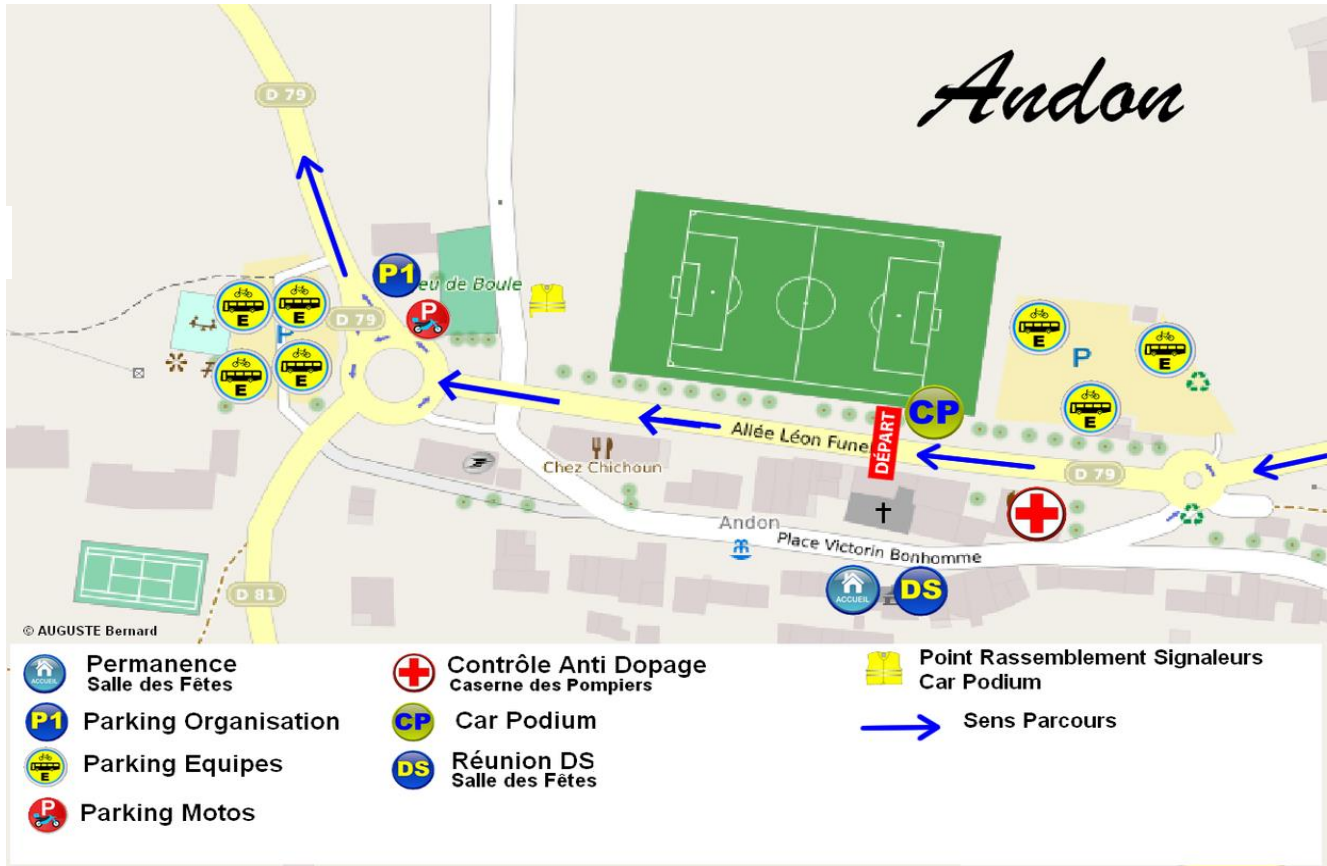 Andon
D 79
P1
eu de Boule
P
D 79
E
E
E
E
P
E
E
E
P
CP
DÉPART
Allée Léon Fune
D 79
Chez Chichoun
Andon
Place Victorin Bonhomme
ACCUEIL
DS
D 81
© AUGUSTE Bernard
ACCUEIL
Permanence
Salle des Fêtes
P1
Parking Organisation
E
Parking Equipes
P
Parking Motos
Contrôle Anti Dopage
Caserne des Pompiers
CP
Car Podium
DS
Réunion DS
Salle des Fêtes
Point Rassemblement Signaleurs
Car Podium
Sens Parcours